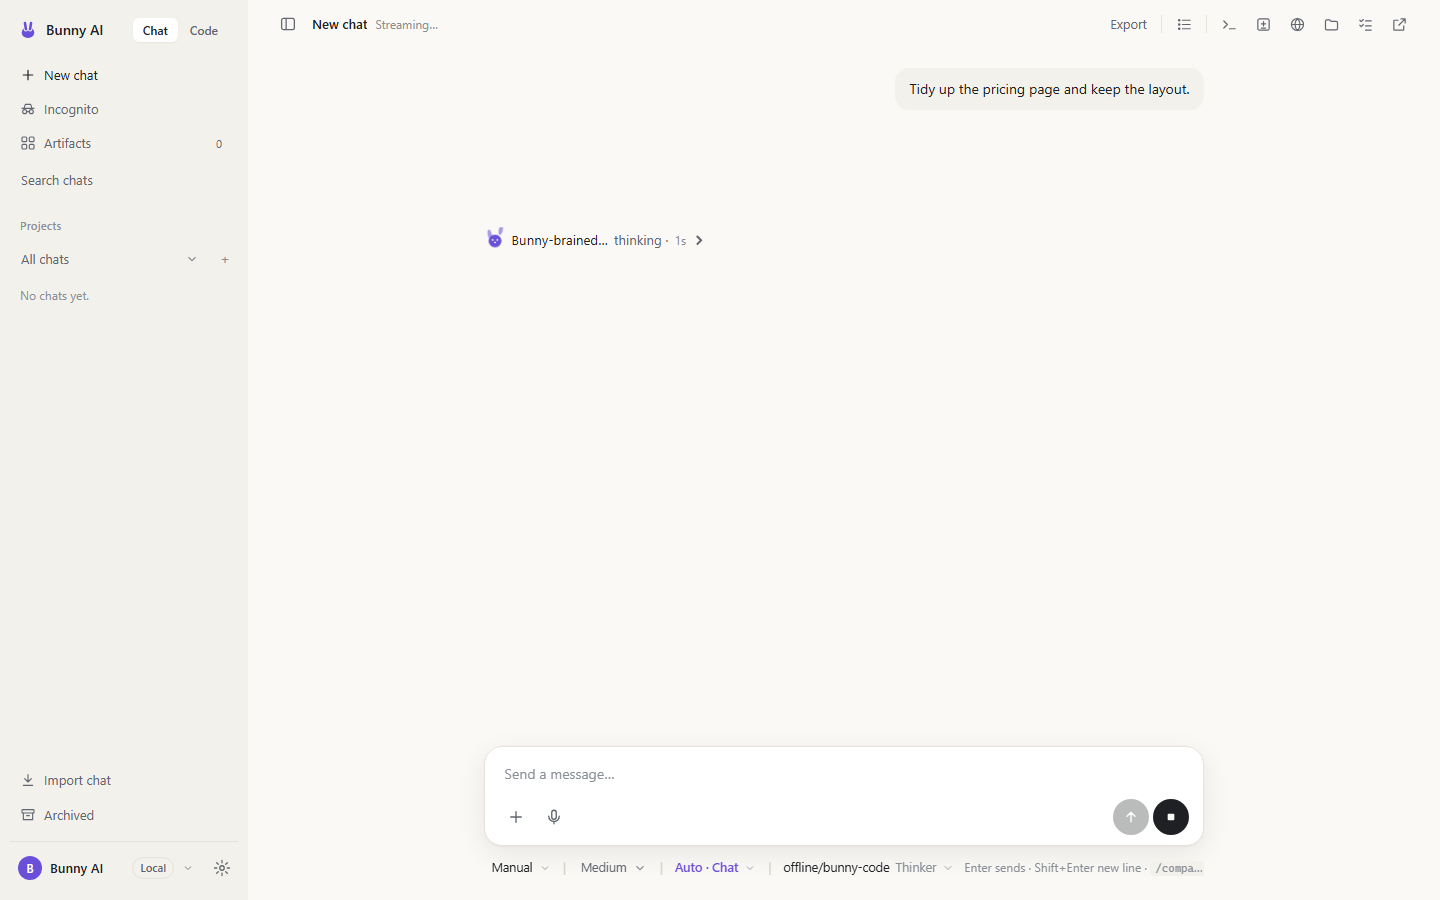 Bunny AI
Chat
Code
New chat
Incognito
Artifacts
0
Search chats
Projects
All chats
+
No chats yet.
Import chat
Archived
B
Bunny AI
Local
New chat
Streaming...
Export
Tidy up the pricing page and keep the layout.
Bunny-brained... thinking · 1s
Send a message...
Manual
Medium
Auto · Chat
offline/bunny-code Thinker
Enter sends · Shift+Enter new line · /compa...